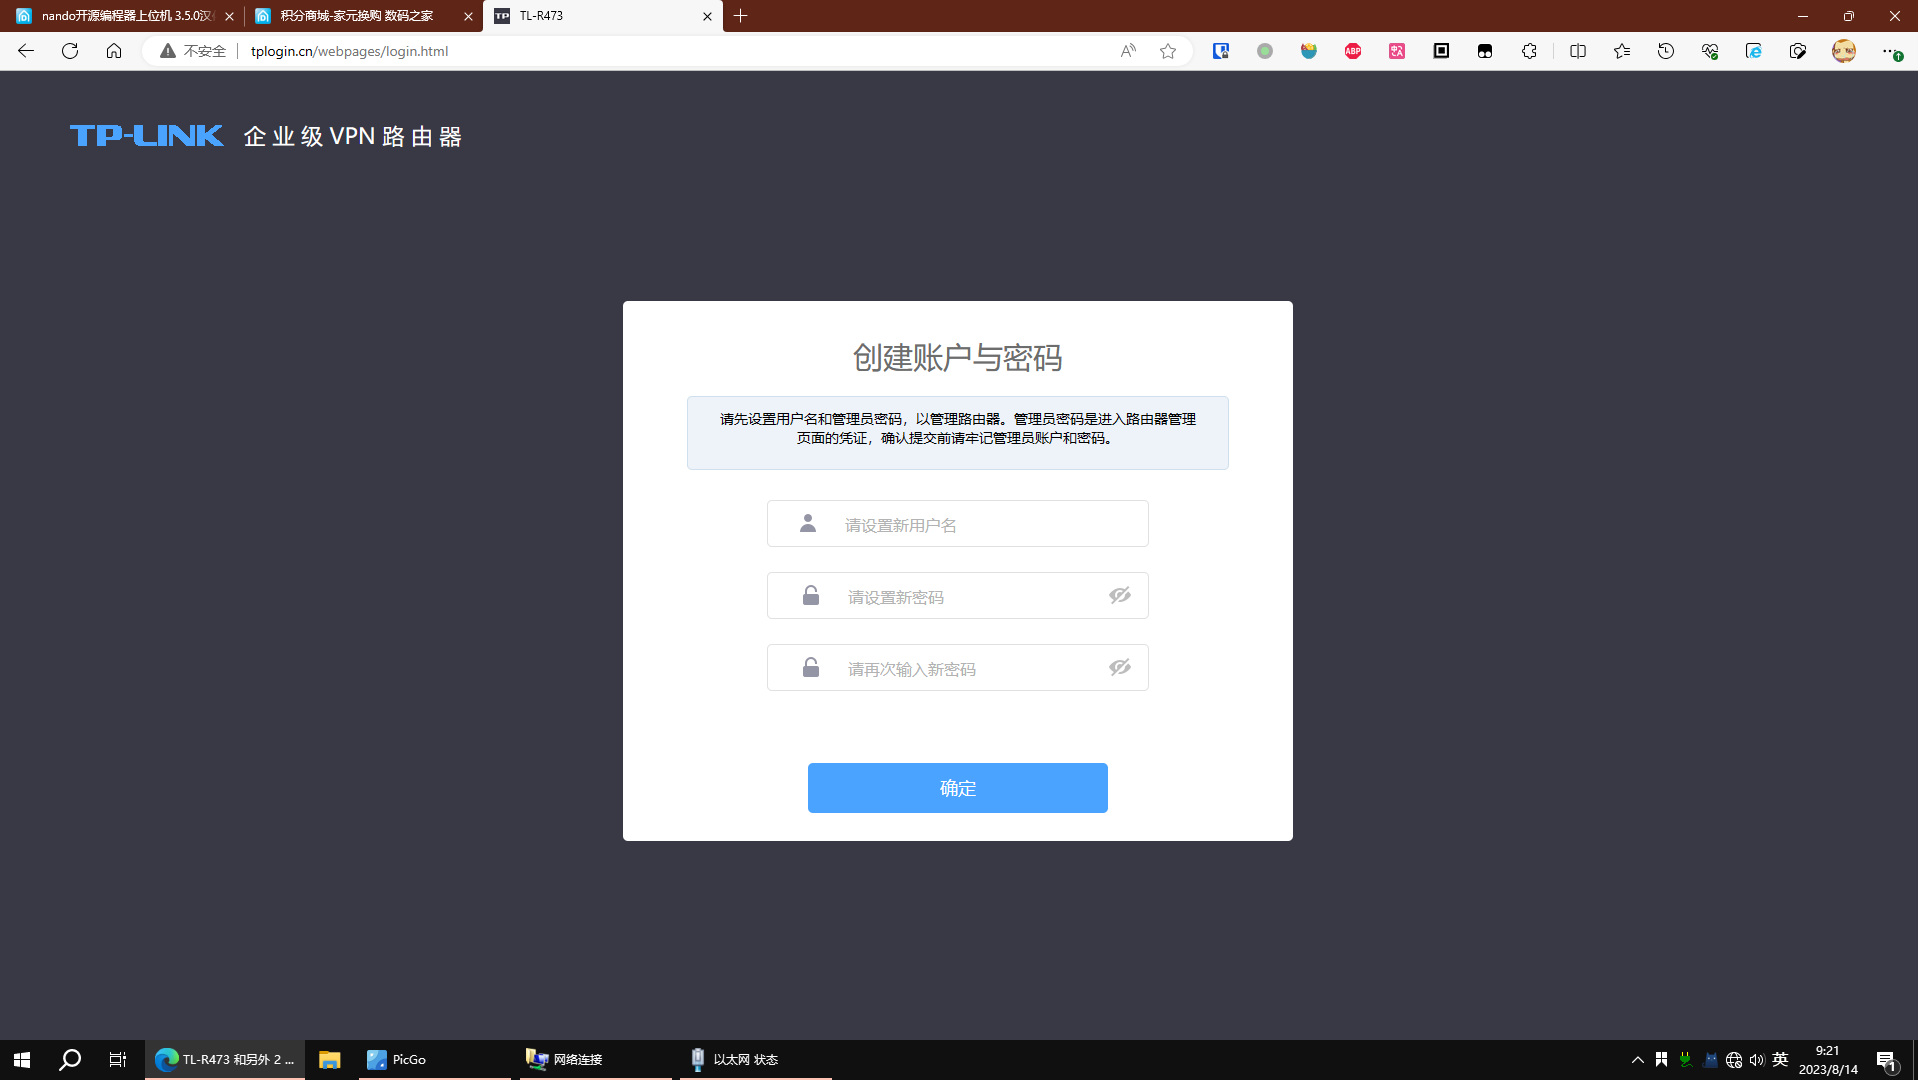 nando开源编程器上位机 3.5.0汉
积分商城-家元换购 数码之家
TP TL-R473
不安全
tplogin.cn/webpages/login.html
ABP
TP-LINK 企业级VPN路由器
创建账户与密码
请先设置用户名和管理员密码，以管理路由器。管理员密码是进入路由器管理
页面的凭证，确认提交前请牢记管理员账户和密码。
请设置新用户名
请设置新密码
请再次输入新密码
确定
TL-R473 和另外 2 ...
PicGo
网络连接
以太网 状态
英
9:21
2023/8/14
1